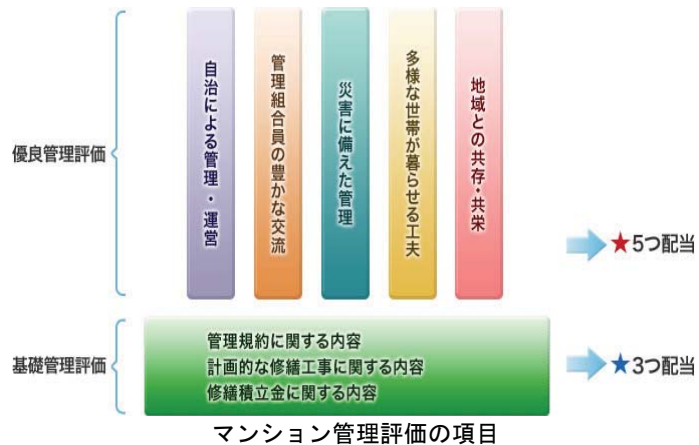 優良管理評価
自治による管理・運営
管理組合員の豊かな交流
災害に備えた管理
多様な世帯が暮らせる工夫
地域との共存・共栄
★5つ配当
基礎管理評価
管理規約に関する内容
計画的な修繕工事に関する内容
修繕積立金に関する内容
★3つ配当
マンション管理評価の項目